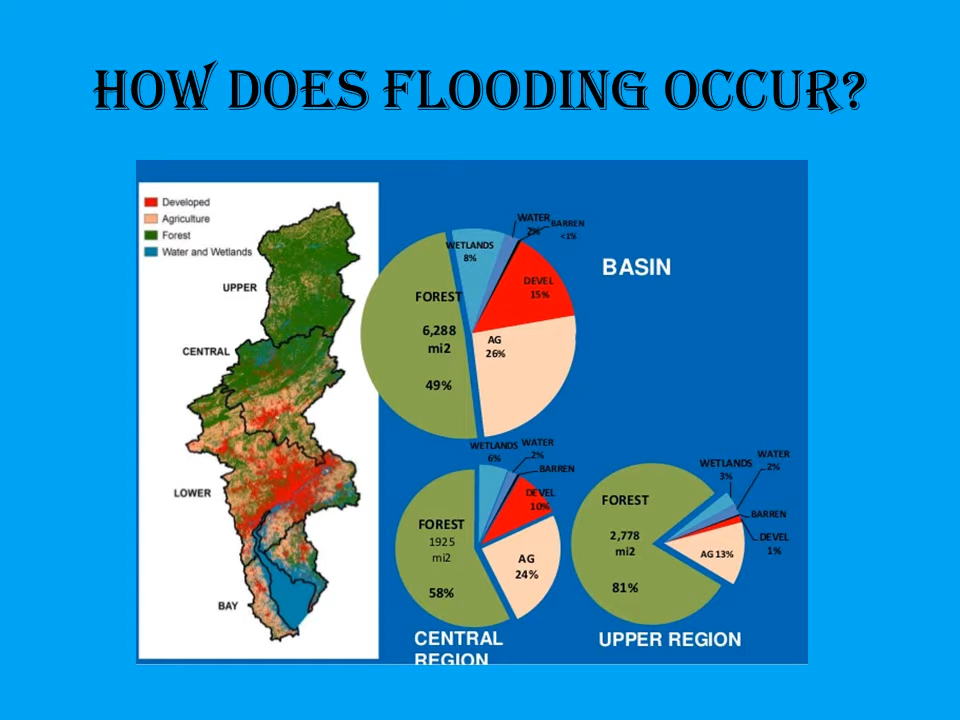 HOW DOES FLOODING OCCUR?
Developed
Agriculture
Forest
Water and Wetlands
UPPER
CENTRAL
LOWER
BAY
BASIN
WATER
2%
BARREN
<1%
WETLANDS
8%
DEVEL
15%
FOREST
6,288
mi2
49%
AG
26%
WETLANDS
6%
WATER
2%
BARREN
DEVEL
10%
FOREST
1925
mi2
58%
AG
24%
CENTRAL
REGION
WATER
2%
WETLANDS
3%
FOREST
2,778
mi2
81%
BARREN
DEVEL
1%
AG 13%
UPPER REGION